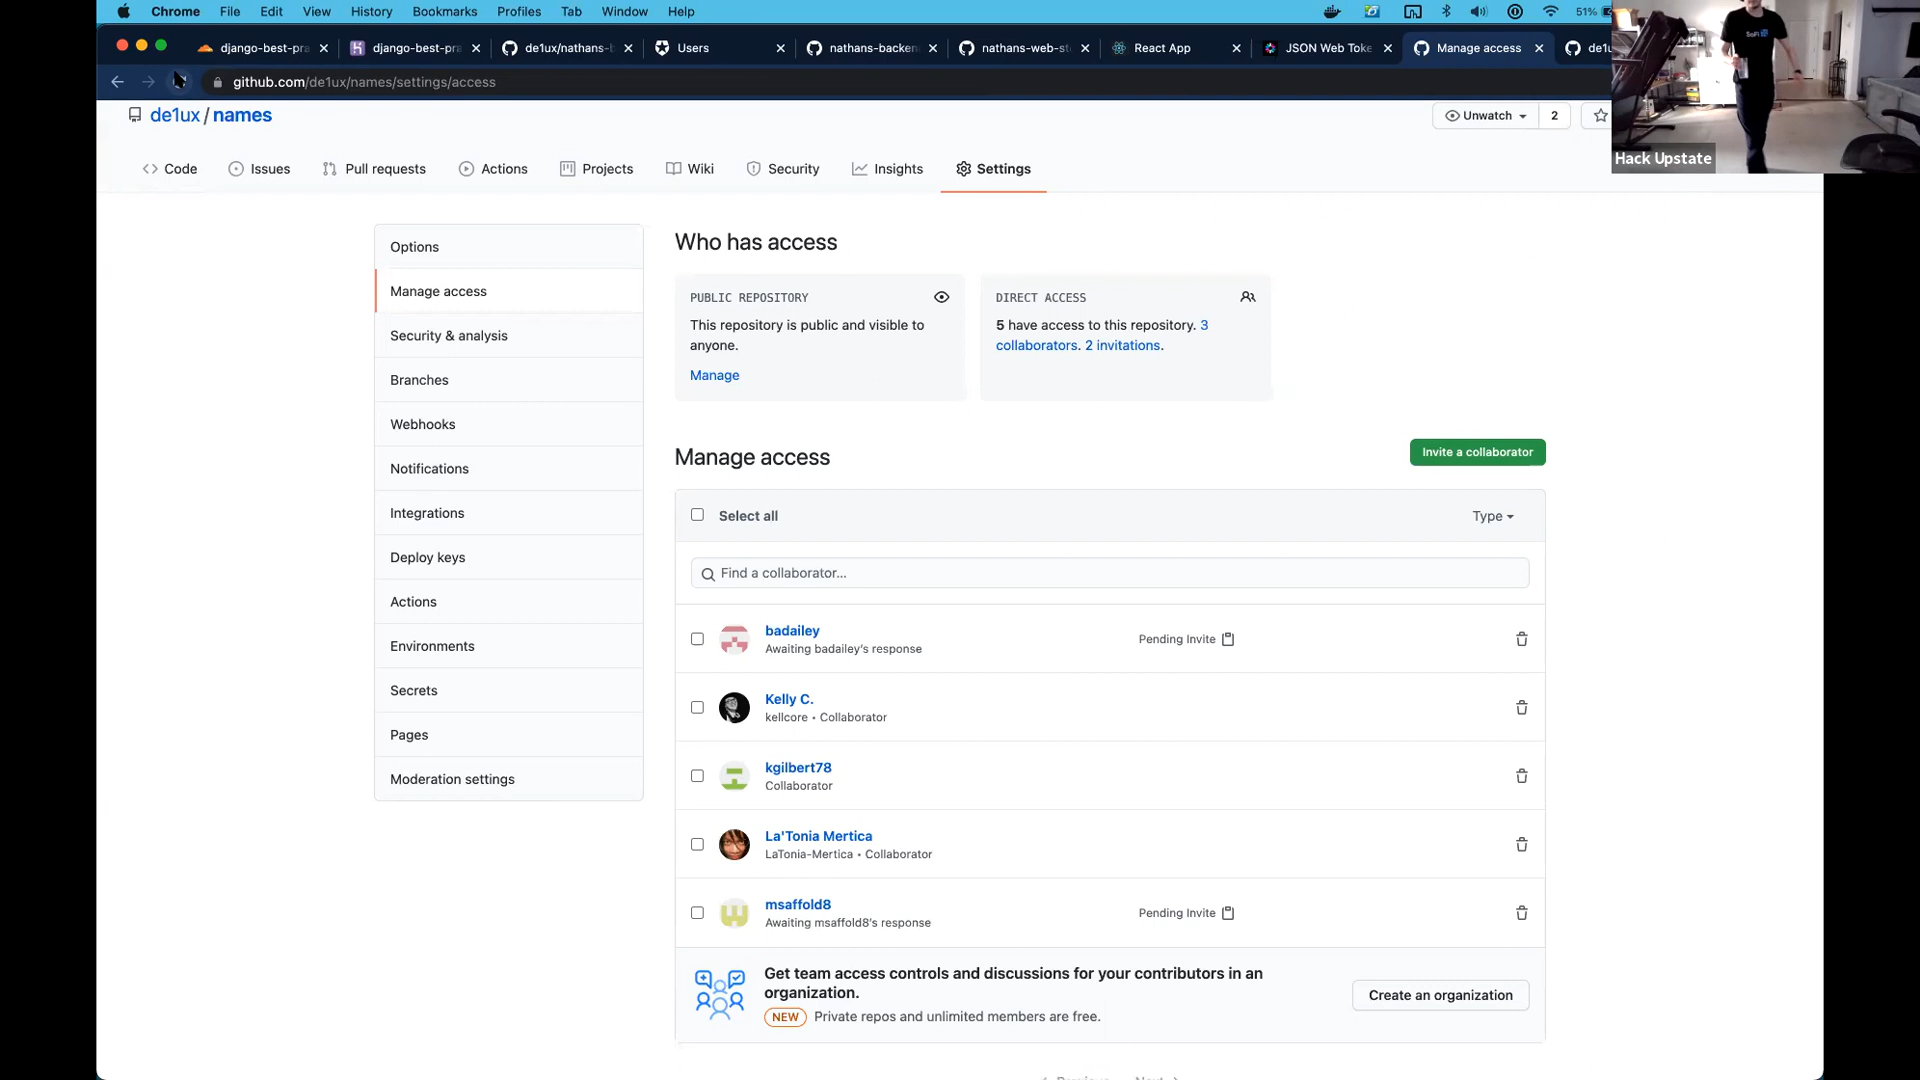 Chrome File Edit View History Bookmarks Profiles Tab Window Help 51%
django-best-pra django-best-pra de1ux/nathans-b Users nathans-backen nathans-web-st React App JSON Web Toke Manage access de1u
github.com/de1ux/names/settings/access
de1ux / names
Unwatch 2
Code Issues Pull requests Actions Projects Wiki Security Insights Settings
Hack Upstate
Options
Manage access
Security & analysis
Branches
Webhooks
Notifications
Integrations
Deploy keys
Actions
Environments
Secrets
Pages
Moderation settings
Who has access
PUBLIC REPOSITORY
This repository is public and visible to
anyone.
Manage
DIRECT ACCESS
5 have access to this repository. 3
collaborators. 2 invitations.
Manage access
Invite a collaborator
Select all
Type
Find a collaborator...
badailey
Awaiting badailey's response
Pending Invite
Kelly C.
kellcore • Collaborator
kgilbert78
Collaborator
La'Tonia Mertica
LaTonia-Mertica • Collaborator
msaffold8
Awaiting msaffold8's response
Pending Invite
Get team access controls and discussions for your contributors in an
organization.
NEW Private repos and unlimited members are free.
Create an organization